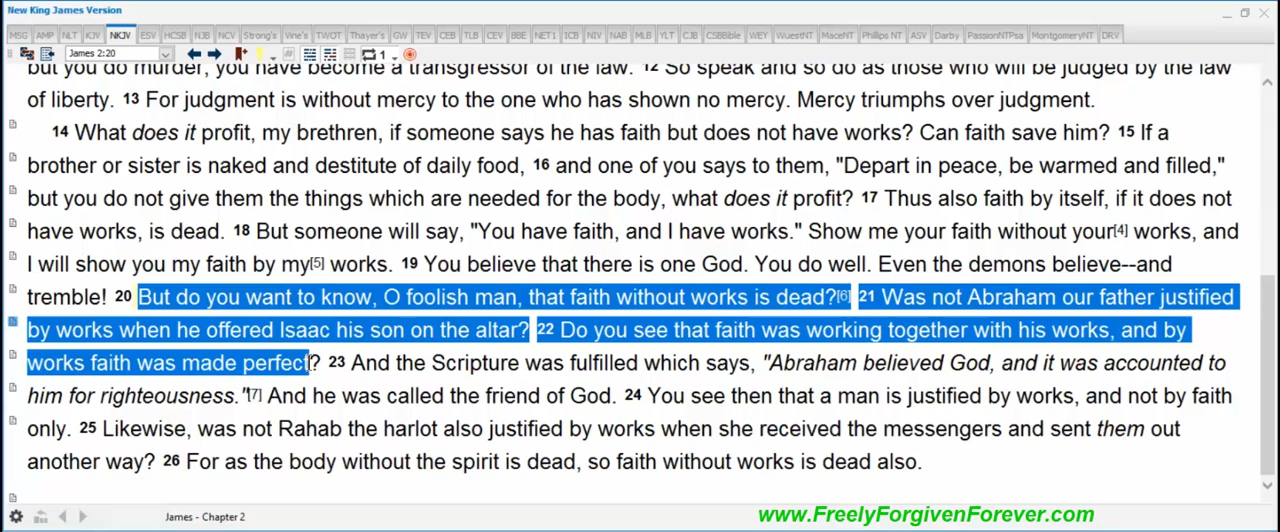 New King James Version
MSG AMP NLT KJV NKJV ESV HCSB NJB NCV Strong's Vine's TWOT Thayer's GW TEV CEB TLB CEV BBE NET1 ICB NIV NAB MLB YLT CJB CSBBible WEY WuestNT MaceNT Phillips NT ASV Darby PassionNTPsa MontgomeryNT DRV
James 2:20 1
but you do murder, you have become a transgressor of the law. 12 So speak and so do as those who will be judged by the law
of liberty. 13 For judgment is without mercy to the one who has shown no mercy. Mercy triumphs over judgment.
14 What does it profit, my brethren, if someone says he has faith but does not have works? Can faith save him? 15 If a
brother or sister is naked and destitute of daily food, 16 and one of you says to them, "Depart in peace, be warmed and filled,"
but you do not give them the things which are needed for the body, what does it profit? 17 Thus also faith by itself, if it does not
have works, is dead. 18 But someone will say, "You have faith, and I have works." Show me your faith without your[4] works, and
I will show you my faith by my[5] works. 19 You believe that there is one God. You do well. Even the demons believe--and
tremble! 20 But do you want to know, O foolish man, that faith without works is dead?[6] 21 Was not Abraham our father justified
by works when he offered Isaac his son on the altar? 22 Do you see that faith was working together with his works, and by
works faith was made perfect? 23 And the Scripture was fulfilled which says, "Abraham believed God, and it was accounted to
him for righteousness."[7] And he was called the friend of God. 24 You see then that a man is justified by works, and not by faith
only. 25 Likewise, was not Rahab the harlot also justified by works when she received the messengers and sent them out
another way? 26 For as the body without the spirit is dead, so faith without works is dead also.
James - Chapter 2
www.FreelyForgivenForever.com